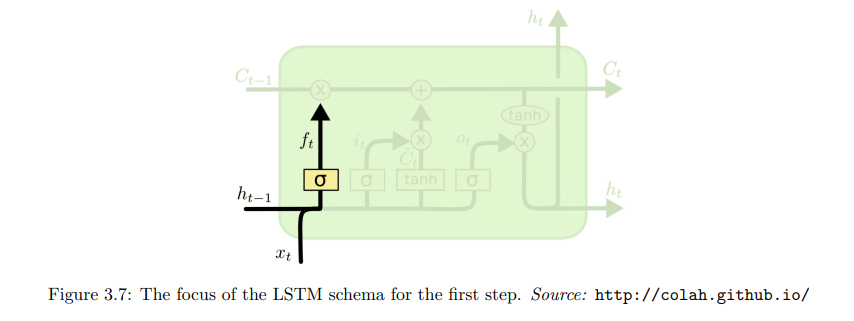 h_t
C_{t-1}
C_t
×
+
tanh
f_t
i_t
×
o_t
×
C̃_t
σ
σ
tanh
σ
h_{t-1}
h_t
x_t
Figure 3.7: The focus of the LSTM schema for the first step. Source: http://colah.github.io/